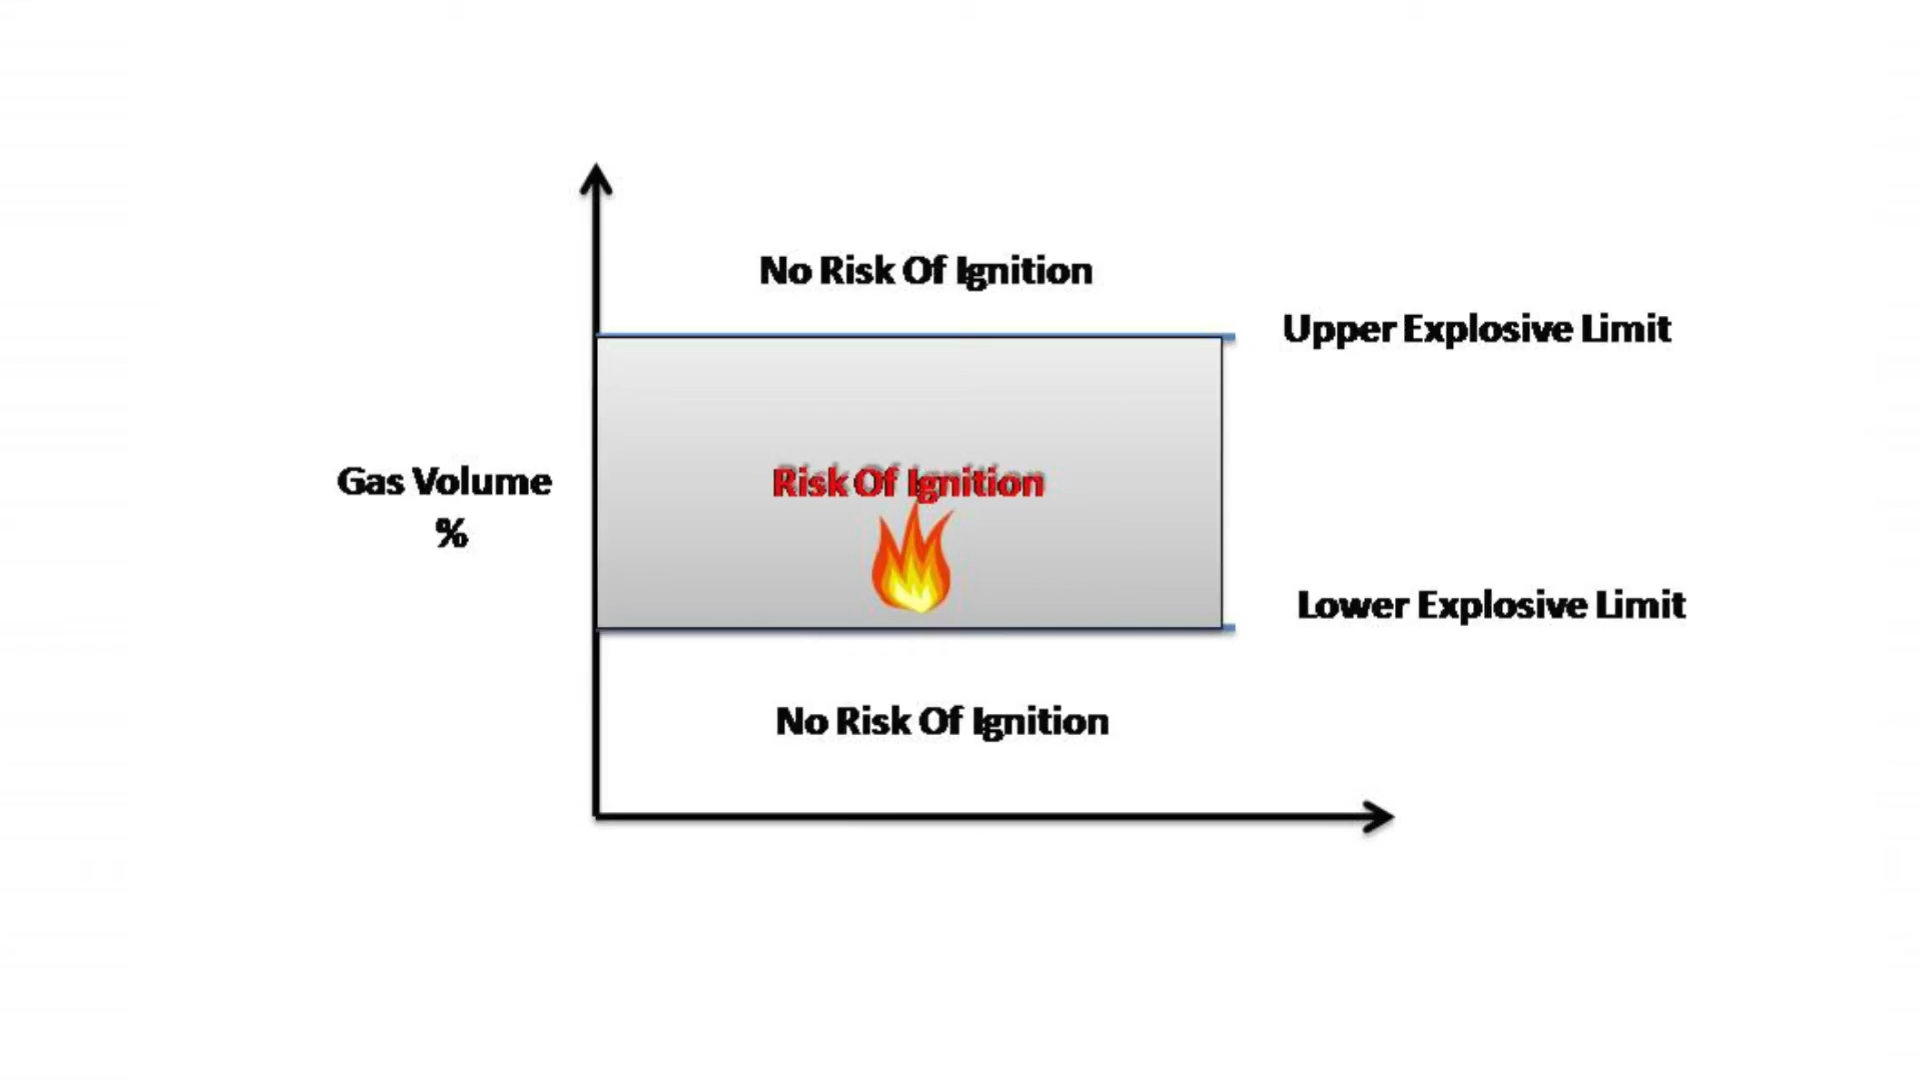 No Risk Of Ignition
Upper Explosive Limit
Risk Of Ignition
Gas Volume
%
Lower Explosive Limit
No Risk Of Ignition